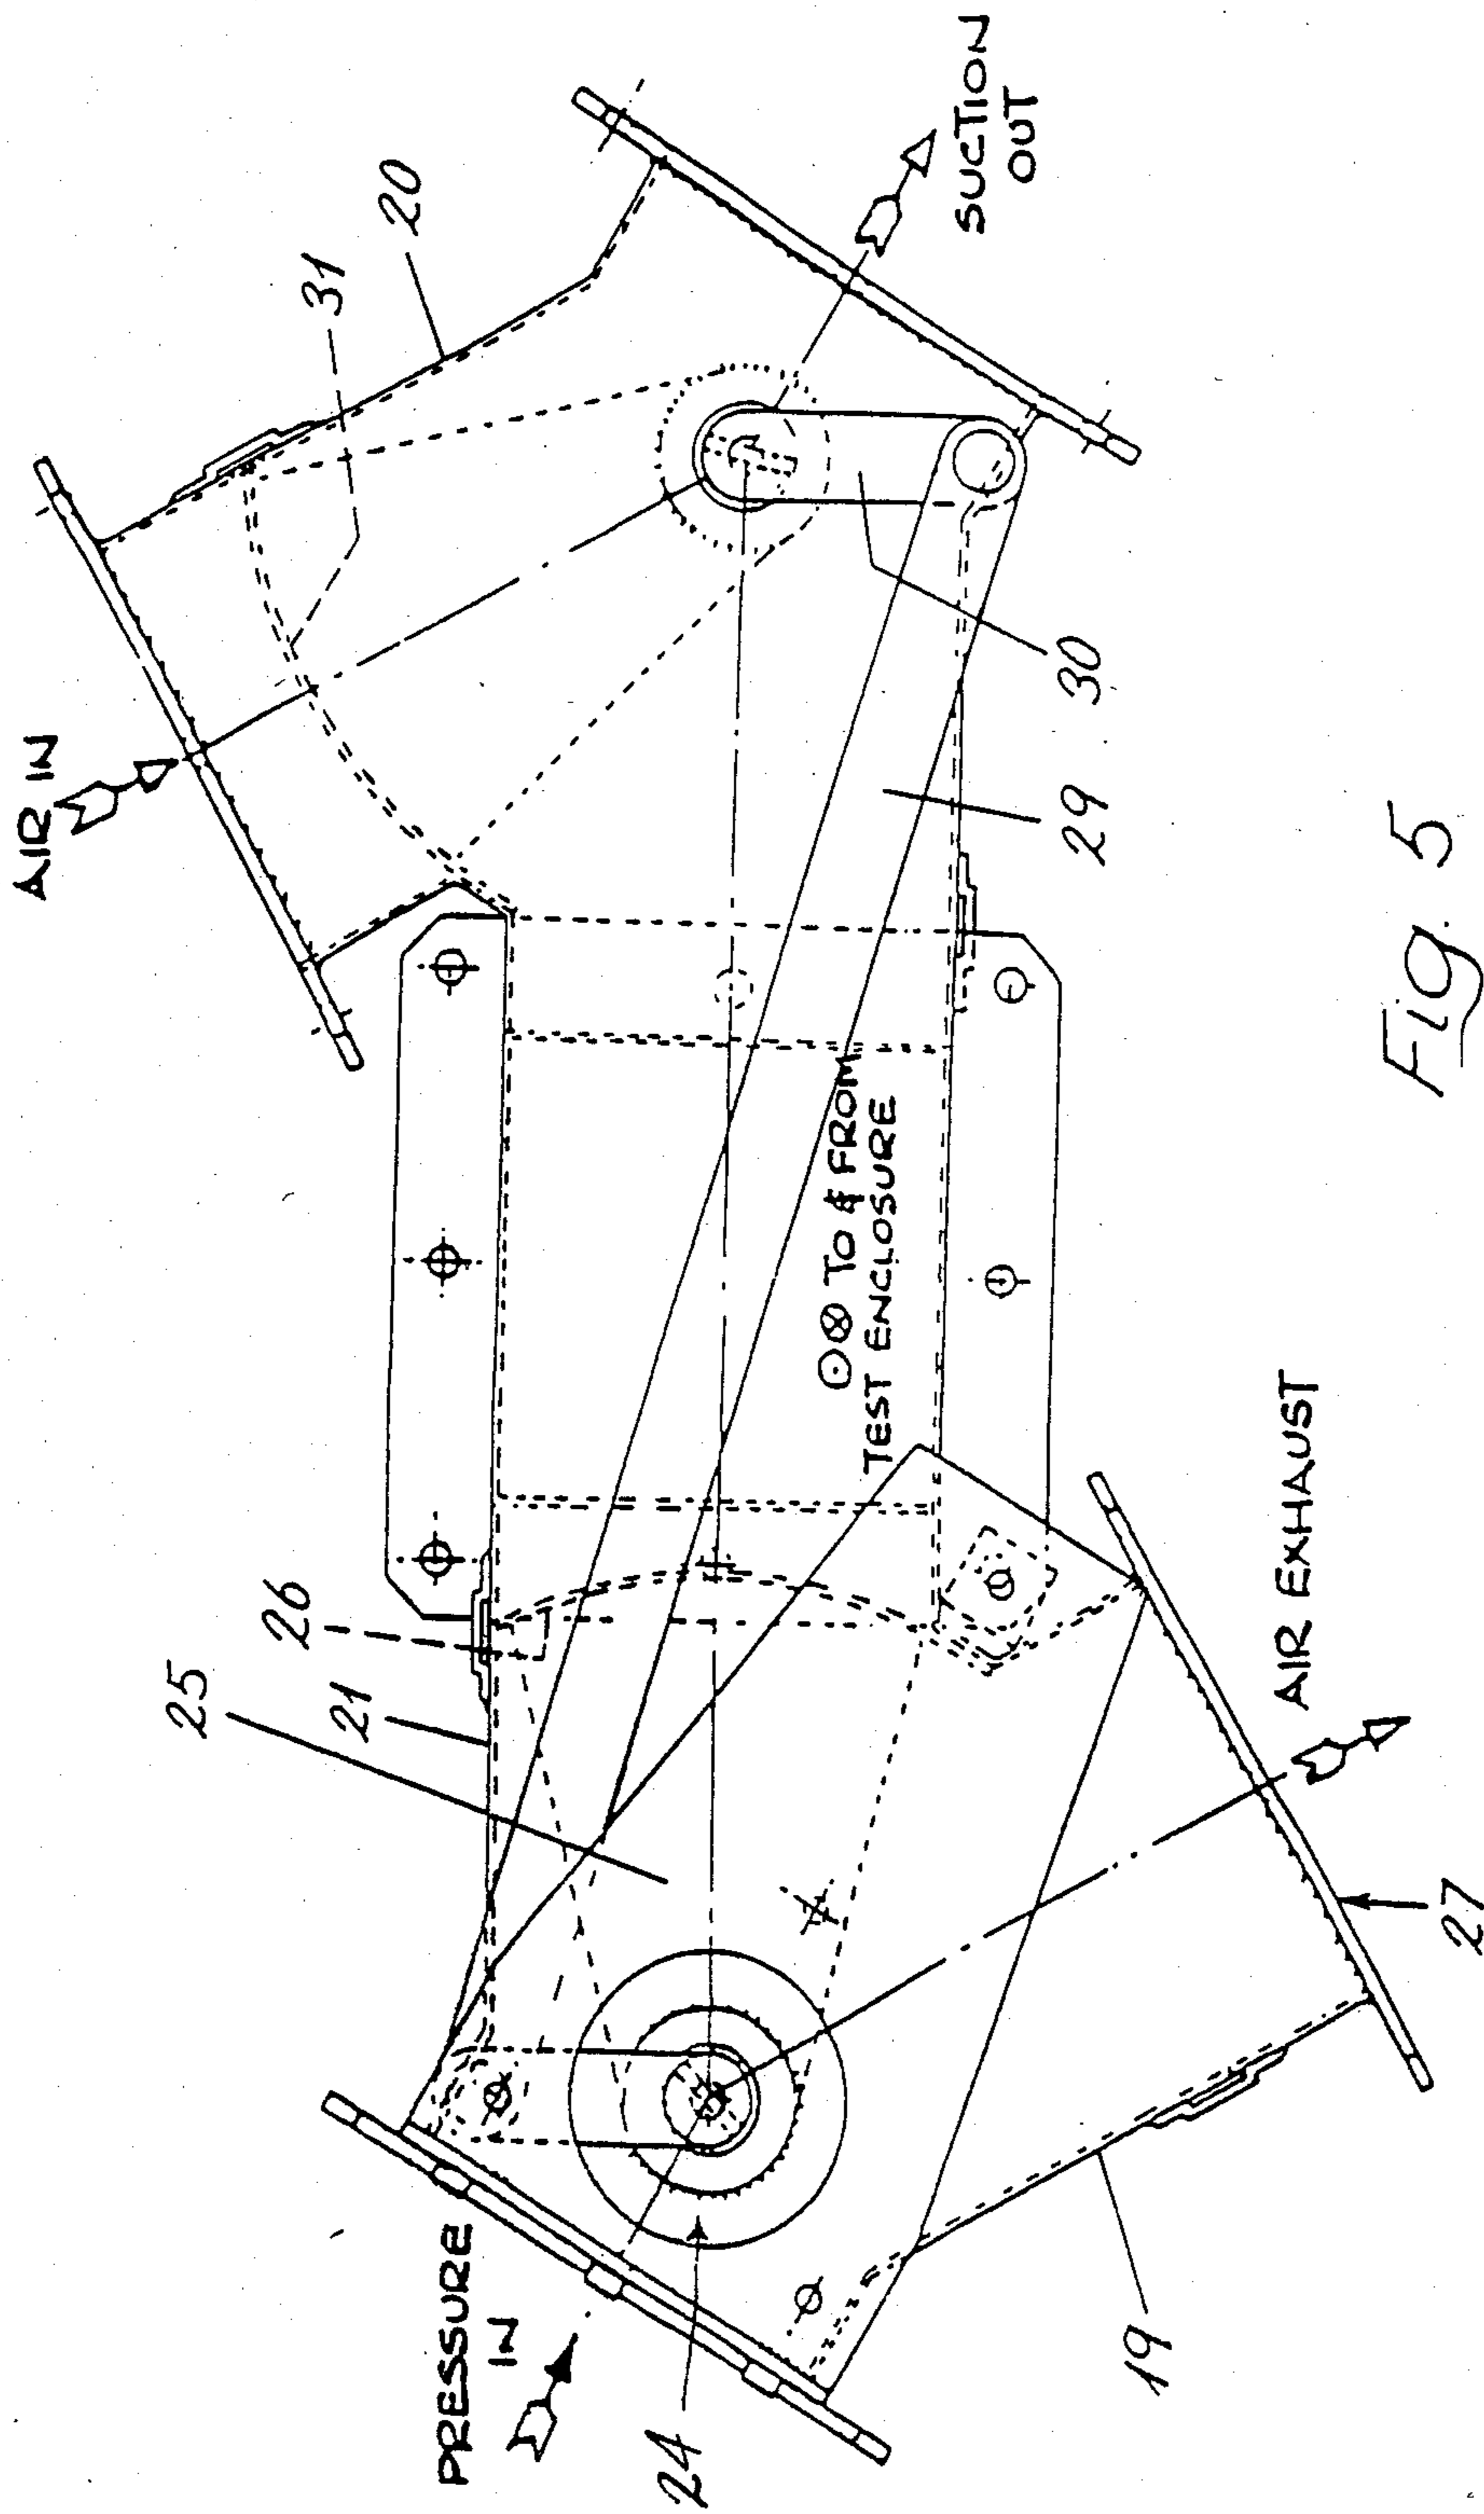 AIR IN
31
20
SUCTION
OUT
26
25
21
⊙⊗ TO & FROM
TEST ENCLOSURE
29
30
PRESSURE
IN
24
19
AIR EXHAUST
27
Fig. 5